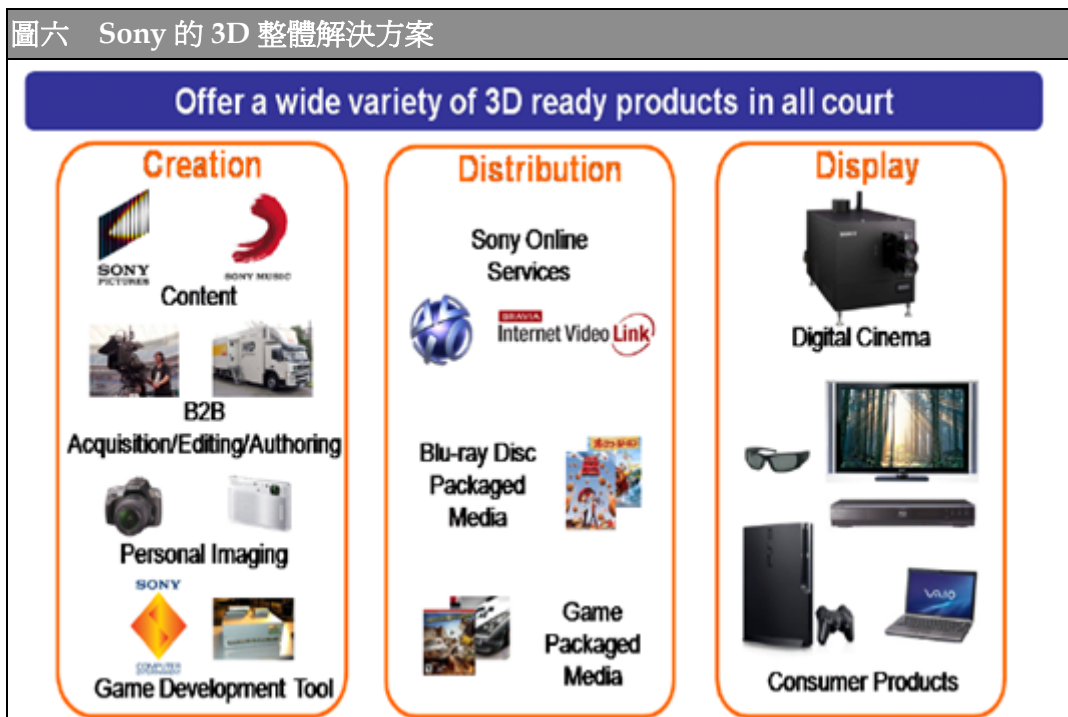 圖六 Sony 的 3D 整體解決方案
Offer a wide variety of 3D ready products in all court
Creation
SONY
PICTURES
SONY MUSIC
Content
B2B
Acquisition/Editing/Authoring
Personal Imaging
SONY
COMPUTER
Game Development Tool
Distribution
Sony Online
Services
BRAVIA
Internet Video Link
Blu-ray Disc
Packaged
Media
Game
Packaged
Media
Display
SONY
Digital Cinema
VAIO
Consumer Products